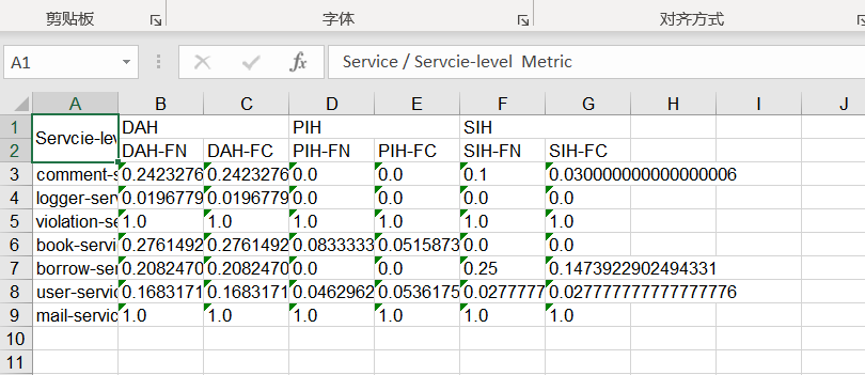 剪贴板 字体 对齐方式
A1 fx Service / Servcie-level Metric
A B C D E F G H I J
1 Servcie-lev DAH PIH SIH
2 DAH-FN DAH-FC PIH-FN PIH-FC SIH-FN SIH-FC
3 comment-s 0.2423276 0.2423276 0.0 0.0 0.1 0.030000000000000006
4 logger-serv 0.0196779 0.0196779 0.0 0.0 0.0 0.0
5 violation-se 1.0 1.0 1.0 1.0 1.0 1.0
6 book-servi 0.2761492 0.2761492 0.0833333 0.0515873 0.0 0.0
7 borrow-ser 0.2082470 0.2082470 0.0 0.0 0.25 0.1473922902494331
8 user-servic 0.1683171 0.1683171 0.0462962 0.0536175 0.0277777 0.027777777777777776
9 mail-servic 1.0 1.0 1.0 1.0 1.0 1.0
10
11